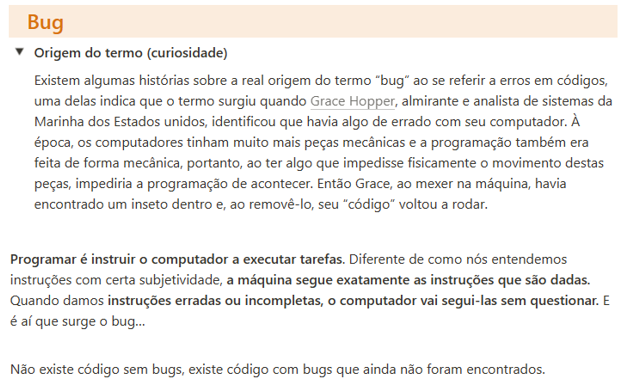 Bug
Origem do termo (curiosidade)
Existem algumas histórias sobre a real origem do termo “bug” ao se referir a erros em códigos,
uma delas indica que o termo surgiu quando Grace Hopper, almirante e analista de sistemas da
Marinha dos Estados unidos, identificou que havia algo de errado com seu computador. À
época, os computadores tinham muito mais peças mecânicas e a programação também era
feita de forma mecânica, portanto, ao ter algo que impedisse fisicamente o movimento destas
peças, impediria a programação de acontecer. Então Grace, ao mexer na máquina, havia
encontrado um inseto dentro e, ao removê-lo, seu “código” voltou a rodar.
Programar é instruir o computador a executar tarefas. Diferente de como nós entendemos
instruções com certa subjetividade, a máquina segue exatamente as instruções que são dadas.
Quando damos instruções erradas ou incompletas, o computador vai segui-las sem questionar. E
é aí que surge o bug...
Não existe código sem bugs, existe código com bugs que ainda não foram encontrados.